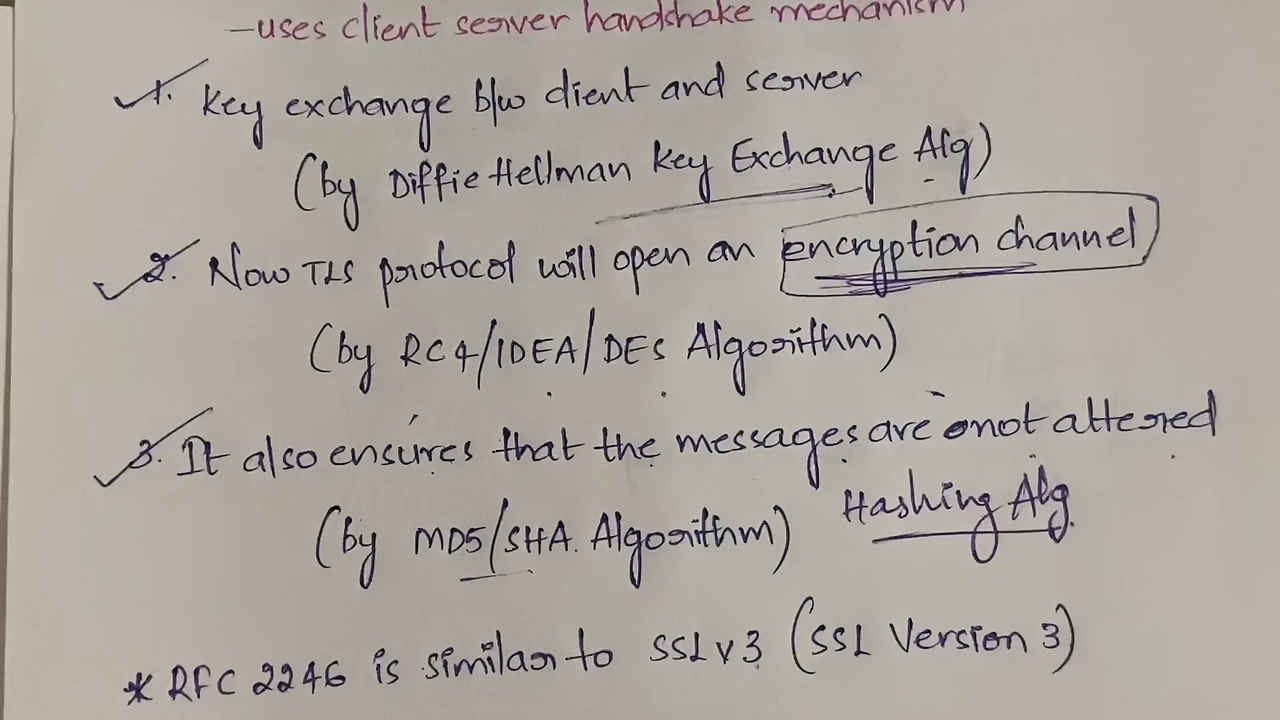 -uses client server handshake mechanism
1. Key exchange b/w client and server
(by Diffie Hellman Key Exchange Alg)
2. Now TLS protocol will open an encryption channel
(by RC4/IDEA/DES Algorithm)
3. It also ensures that the messages are not altered
(by MD5/SHA. Algorithm) Hashing Alg.
* RFC 2246 is similar to SSLv3 (SSL Version 3)